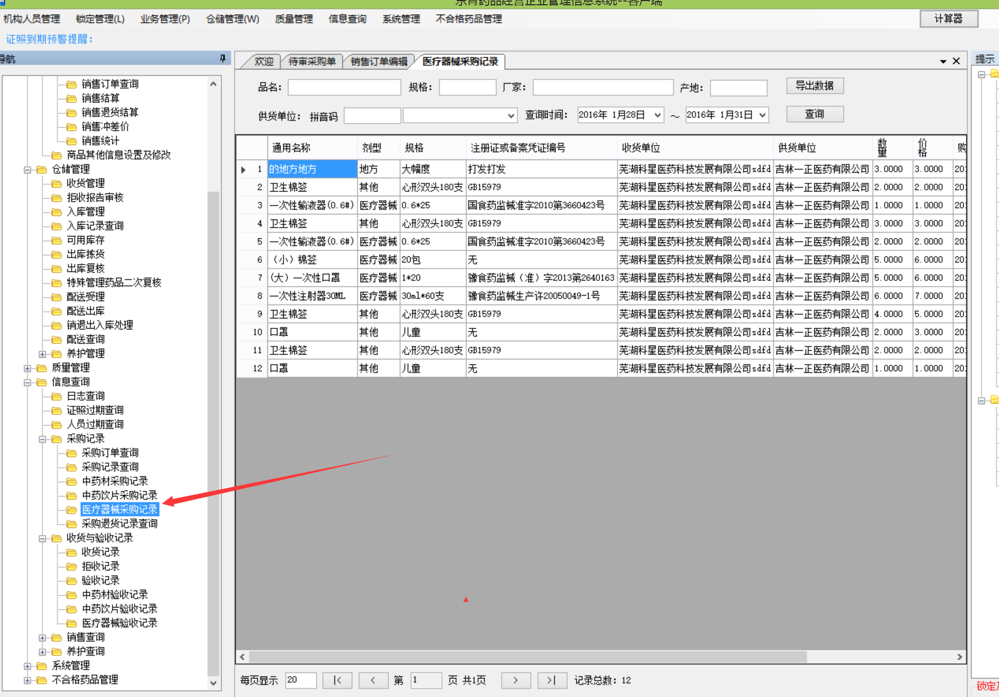 药品经营企业管理信息系统--客户端
机构人员管理 锁定管理(L) 业务管理(P) 仓储管理(W) 质量管理 信息查询 系统管理 不合格药品管理 计算器
证照到期预警提醒：
导航
销售订单查询
销售结算
销售退货结算
销售冲差价
销售统计
商品其他信息设置及修改
仓储管理
收货管理
拒收报告审核
入库管理
入库记录查询
可用库存
出库拣货
出库复核
特殊管理药品二次复核
配送受理
配送出库
销退出入库处理
配送查询
养护管理
质量管理
信息查询
日志查询
证照过期查询
人员过期查询
采购记录
采购订单查询
采购记录查询
中药材采购记录
中药饮片采购记录
医疗器械采购记录
采购退货记录查询
收货与验收记录
收货记录
拒收记录
验收记录
中药材验收记录
中药饮片验收记录
医疗器械验收记录
销售查询
养护查询
系统管理
不合格药品管理
欢迎 待审采购单 销售订单编辑 医疗器械采购记录
品名： 规格： 厂家： 产地： 导出数据
供货单位： 拼音码 查询时间： 2016年 1月28日 ～ 2016年 1月31日 查询
通用名称 剂型 规格 注册证或备案凭证编号 收货单位 供货单位 数量 价格 购
1 的地方地方 地方 大幅度 打发打发 芜湖科星医药科技发展有限公司sdfd 吉林一正医药有限公司 3.0000 3.0000 201
2 卫生棉签 其他 心形双头180支 GB15979 芜湖科星医药科技发展有限公司sdfd 吉林一正医药有限公司 2.0000 2.0000 201
3 一次性输液器(0.6#) 医疗器械 0.6*25 国食药监械准字2010第3660423号 芜湖科星医药科技发展有限公司sdfd 吉林一正医药有限公司 1.0000 1.0000 201
4 卫生棉签 其他 心形双头180支 GB15979 芜湖科星医药科技发展有限公司sdfd 吉林一正医药有限公司 3.0000 3.0000 201
5 一次性输液器(0.6#) 医疗器械 0.6*25 国食药监械准字2010第3660423号 芜湖科星医药科技发展有限公司sdfd 吉林一正医药有限公司 2.0000 2.0000 201
6 （小）棉签 医疗器械 20包 无 芜湖科星医药科技发展有限公司sdfd 吉林一正医药有限公司 5.0000 6.0000 201
7 (大）一次性口罩 医疗器械 1*20 豫食药监械（准）字2013第2640163 芜湖科星医药科技发展有限公司sdfd 吉林一正医药有限公司 5.0000 6.0000 201
8 一次性注射器30ML 医疗器械 30ml*60支 豫食药监械生产许20050049-1号 芜湖科星医药科技发展有限公司sdfd 吉林一正医药有限公司 6.0000 7.0000 201
9 卫生棉签 其他 心形双头180支 GB15979 芜湖科星医药科技发展有限公司sdfd 吉林一正医药有限公司 4.0000 5.0000 201
10 口罩 其他 儿童 无 芜湖科星医药科技发展有限公司sdfd 吉林一正医药有限公司 2.0000 3.0000 201
11 卫生棉签 其他 心形双头180支 GB15979 芜湖科星医药科技发展有限公司sdfd 吉林一正医药有限公司 2.0000 2.0000 201
12 口罩 其他 儿童 无 芜湖科星医药科技发展有限公司sdfd 吉林一正医药有限公司 1.0000 1.0000 201
每页显示 20 |< < 第 1 页 共1页 > >| 记录总数：12
提示
锁定